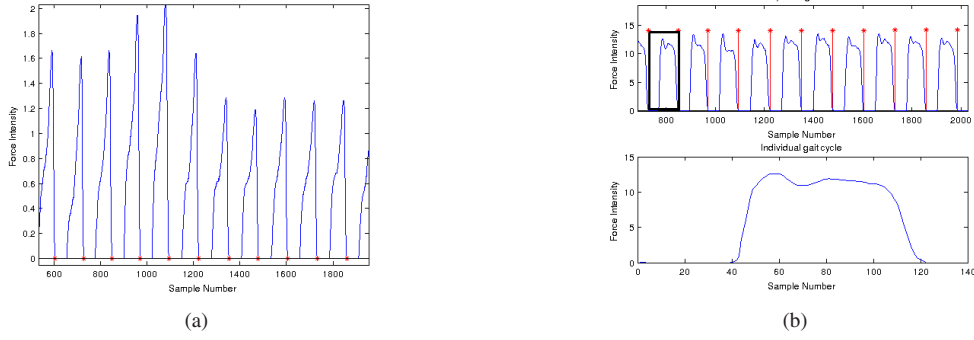 2
1.8
1.6
1.4
1.2
1
0.8
0.6
0.4
0.2
0
Force Intensity
600 800 1000 1200 1400 1600 1800
Sample Number
(a)
15
10
5
0
Force Intensity
800 1000 1200 1400 1600 1800 2000
Sample Number
Individual gait cycle
15
10
5
0
Force Intensity
0 20 40 60 80 100 120 140
Sample Number
(b)